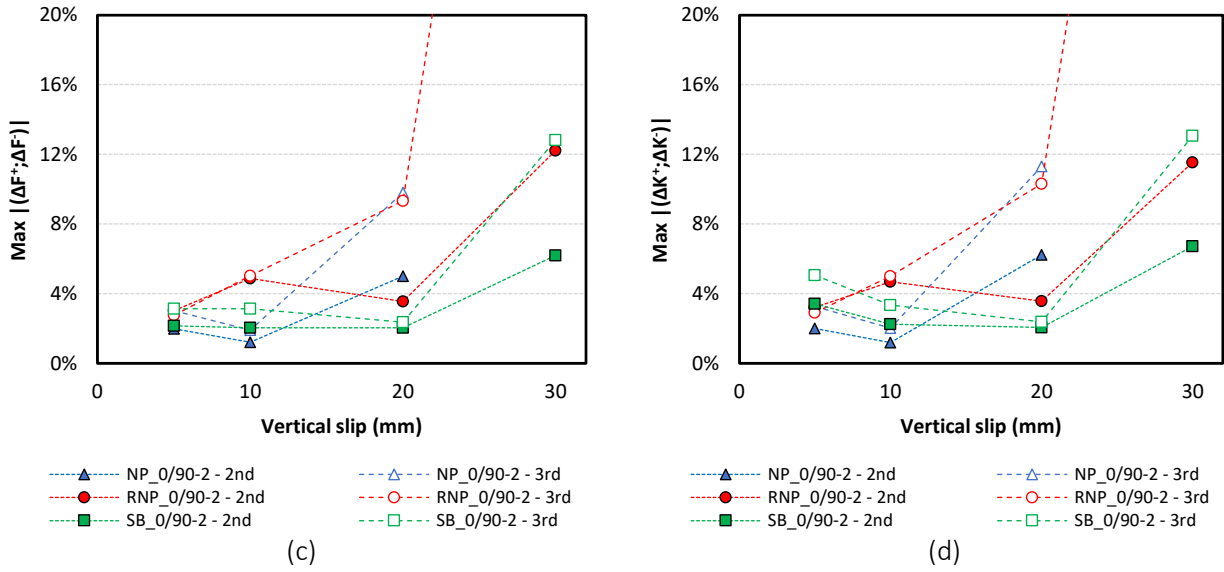 20%
16%
12%
8%
4%
0%
Max |(ΔF⁺;ΔF⁻)|
0 10 20 30
Vertical slip (mm)
NP_0/90-2 - 2nd NP_0/90-2 - 3rd
RNP_0/90-2 - 2nd RNP_0/90-2 - 3rd
SB_0/90-2 - 2nd SB_0/90-2 - 3rd
(c)
20%
16%
12%
8%
4%
0%
Max |(ΔK⁺;ΔK⁻)|
0 10 20 30
Vertical slip (mm)
NP_0/90-2 - 2nd NP_0/90-2 - 3rd
RNP_0/90-2 - 2nd RNP_0/90-2 - 3rd
SB_0/90-2 - 2nd SB_0/90-2 - 3rd
(d)